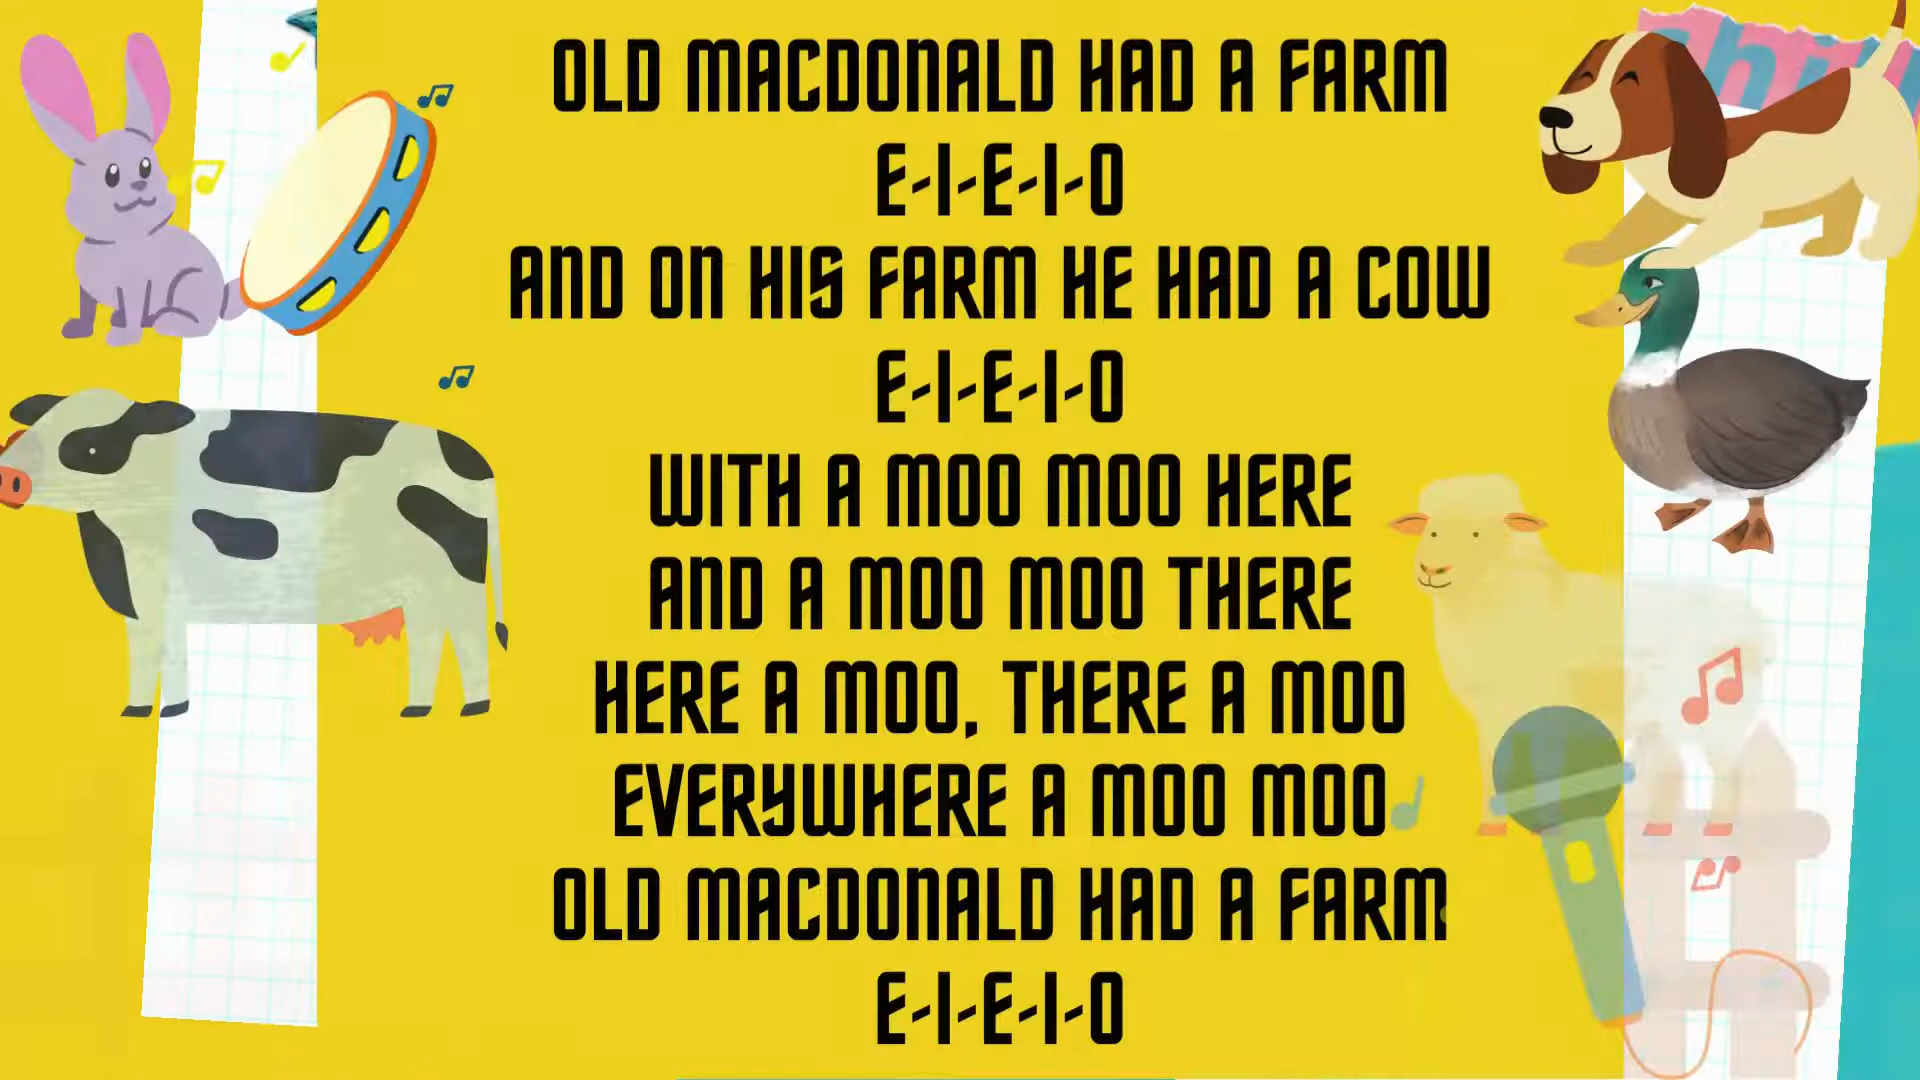 OLD MACDONALD HAD A FARM
E-I-E-I-O
AND ON HIS FARM HE HAD A COW
E-I-E-I-O
WITH A MOO MOO HERE
AND A MOO MOO THERE
HERE A MOO, THERE A MOO
EVERYWHERE A MOO MOO
OLD MACDONALD HAD A FARM
E-I-E-I-O